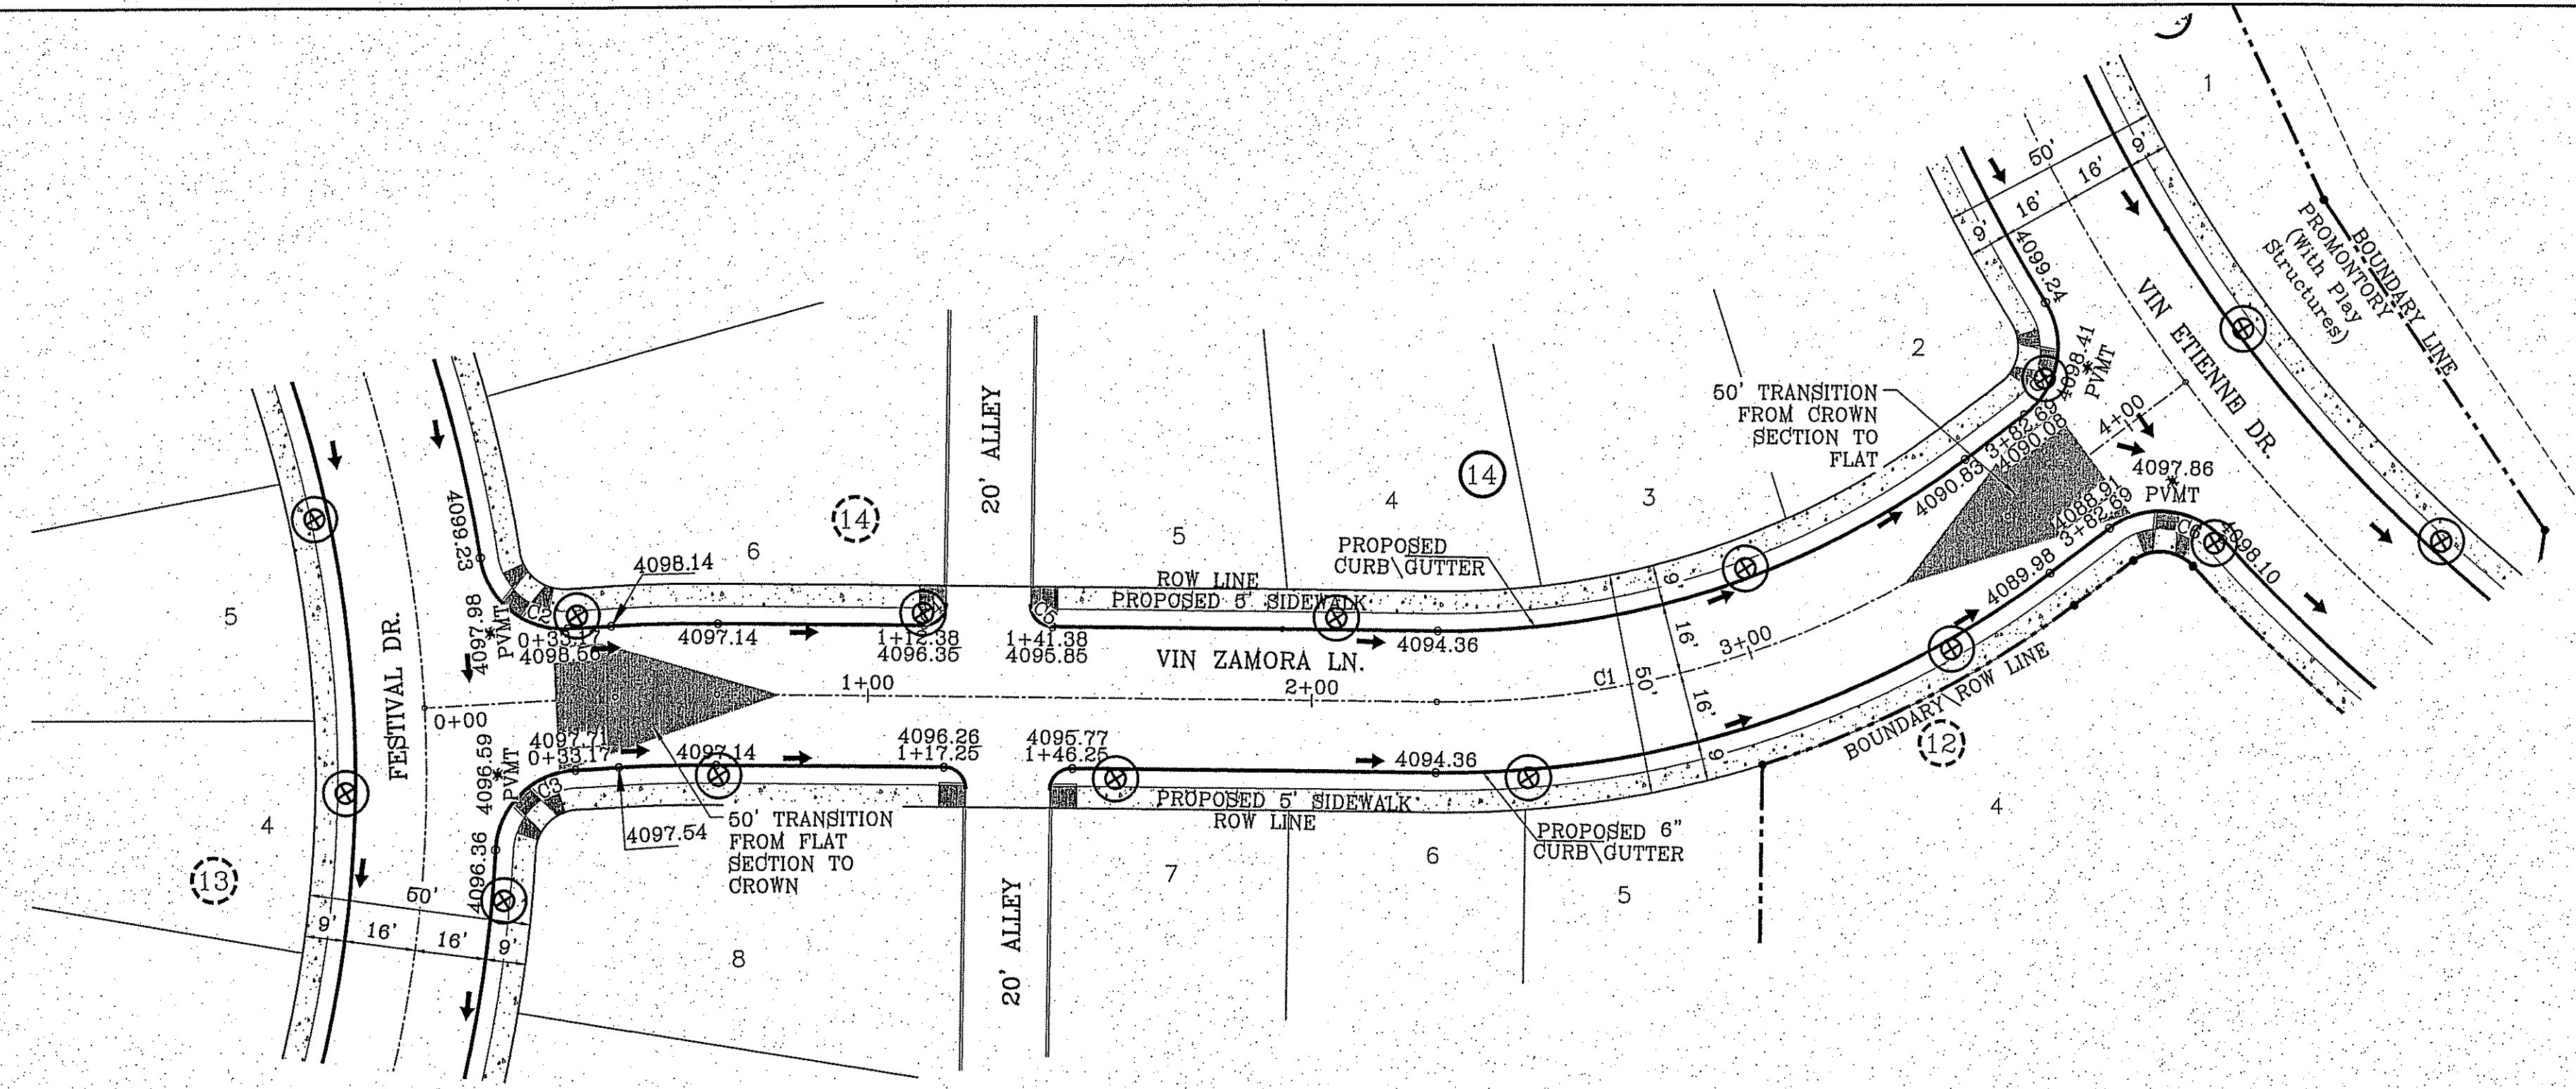 1
50'
16'
16'
9'
9'
PROMONTORY
(With Play
Structures)
BOUNDARY LINE
VIN ETIENNE DR.
4099.24
4098.41
PVMT
2
50' TRANSITION
FROM CROWN
SECTION TO
FLAT
3+82.69
4090.08
4090.83
4+00
4097.86
PVMT
4088.91
3+82.69
4089.98
C6
4098.10
3
14
4
5
20' ALLEY
14
6
PROPOSED
CURB\GUTTER
ROW LINE
PROPOSED 5' SIDEWALK
4099.23
4098.14
C2
4097.98
PVMT
0+33.17
4098.56
4097.14
1+12.38
4096.35
C5
1+41.38
4095.85
VIN ZAMORA LN.
4094.36
0+00
1+00
2+00
C1
3+00
16'
50'
16'
9'
9'
5
FESTIVAL DR.
4
13
50'
9'
16'
16'
9'
4096.59
PVMT
4096.36
C3
4097.71
0+33.17
4097.14
4097.54
50' TRANSITION
FROM FLAT
SECTION TO
CROWN
4096.26
1+17.25
4095.77
1+46.25
4094.36
PROPOSED 5' SIDEWALK
ROW LINE
PROPOSED 6"
CURB\GUTTER
BOUNDARY\ROW LINE
12
4
5
6
7
8
20' ALLEY